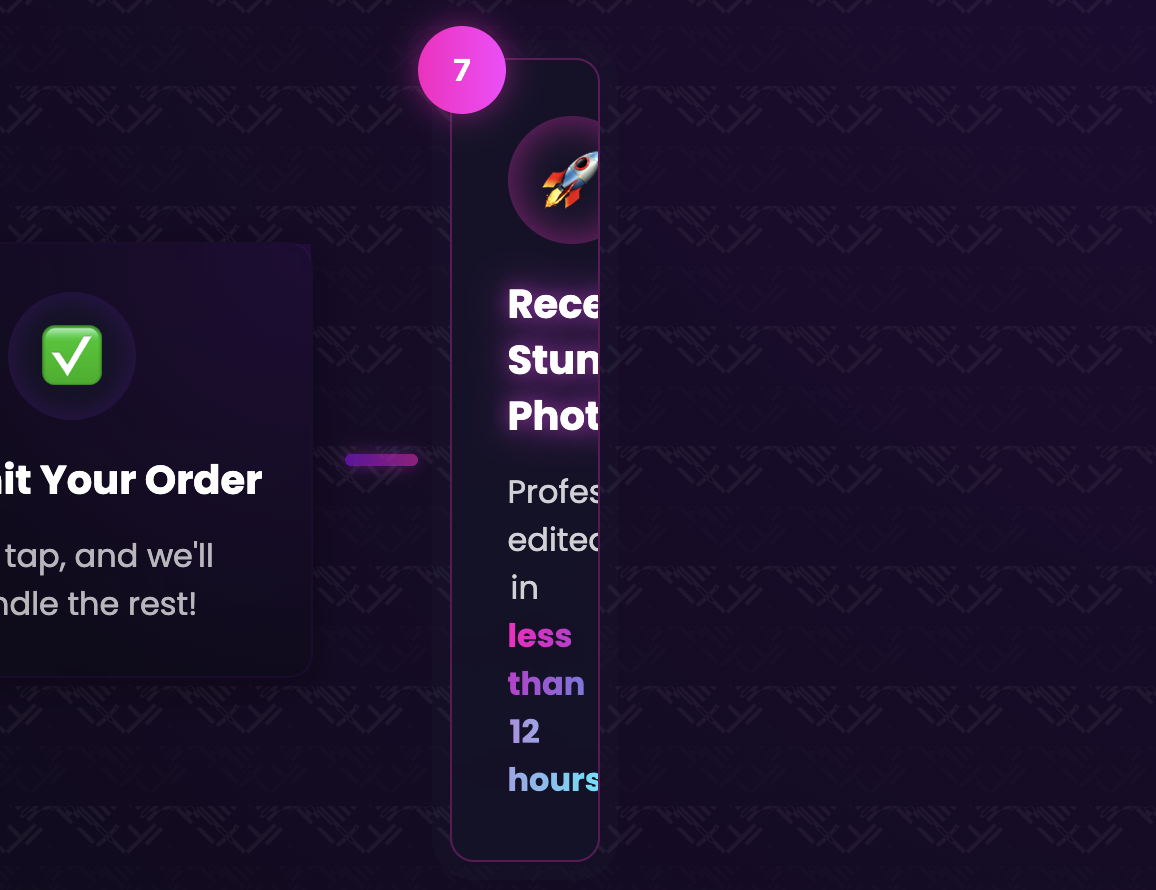 7
it Your Order
tap, and we'll
ndle the rest!
Rece
Stun
Phot
Profes
edited
in
less
than
12
hours